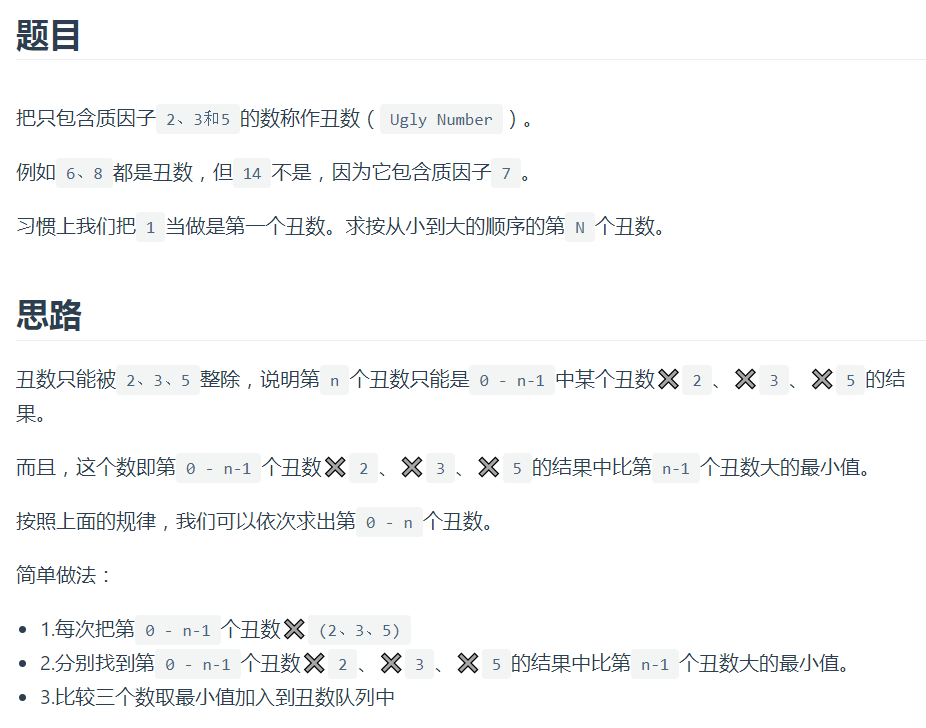 题目
把只包含质因子 2、3和5 的数称作丑数（ Ugly Number ）。
例如 6、8 都是丑数，但 14 不是，因为它包含质因子 7 。
习惯上我们把 1 当做是第一个丑数。求按从小到大的顺序的第 N 个丑数。
思路
丑数只能被 2、3、5 整除，说明第 n 个丑数只能是 0 - n-1 中某个丑数✖ 2 、 ✖ 3 、 ✖ 5 的结
果。
而且，这个数即第 0 - n-1 个丑数✖ 2 、 ✖ 3 、 ✖ 5 的结果中比第 n-1 个丑数大的最小值。
按照上面的规律，我们可以依次求出第 0 - n 个丑数。
简单做法：
• 1.每次把第 0 - n-1 个丑数✖ (2、3、5)
• 2.分别找到第 0 - n-1 个丑数✖ 2 、 ✖ 3 、 ✖ 5 的结果中比第 n-1 个丑数大的最小值。
• 3.比较三个数取最小值加入到丑数队列中